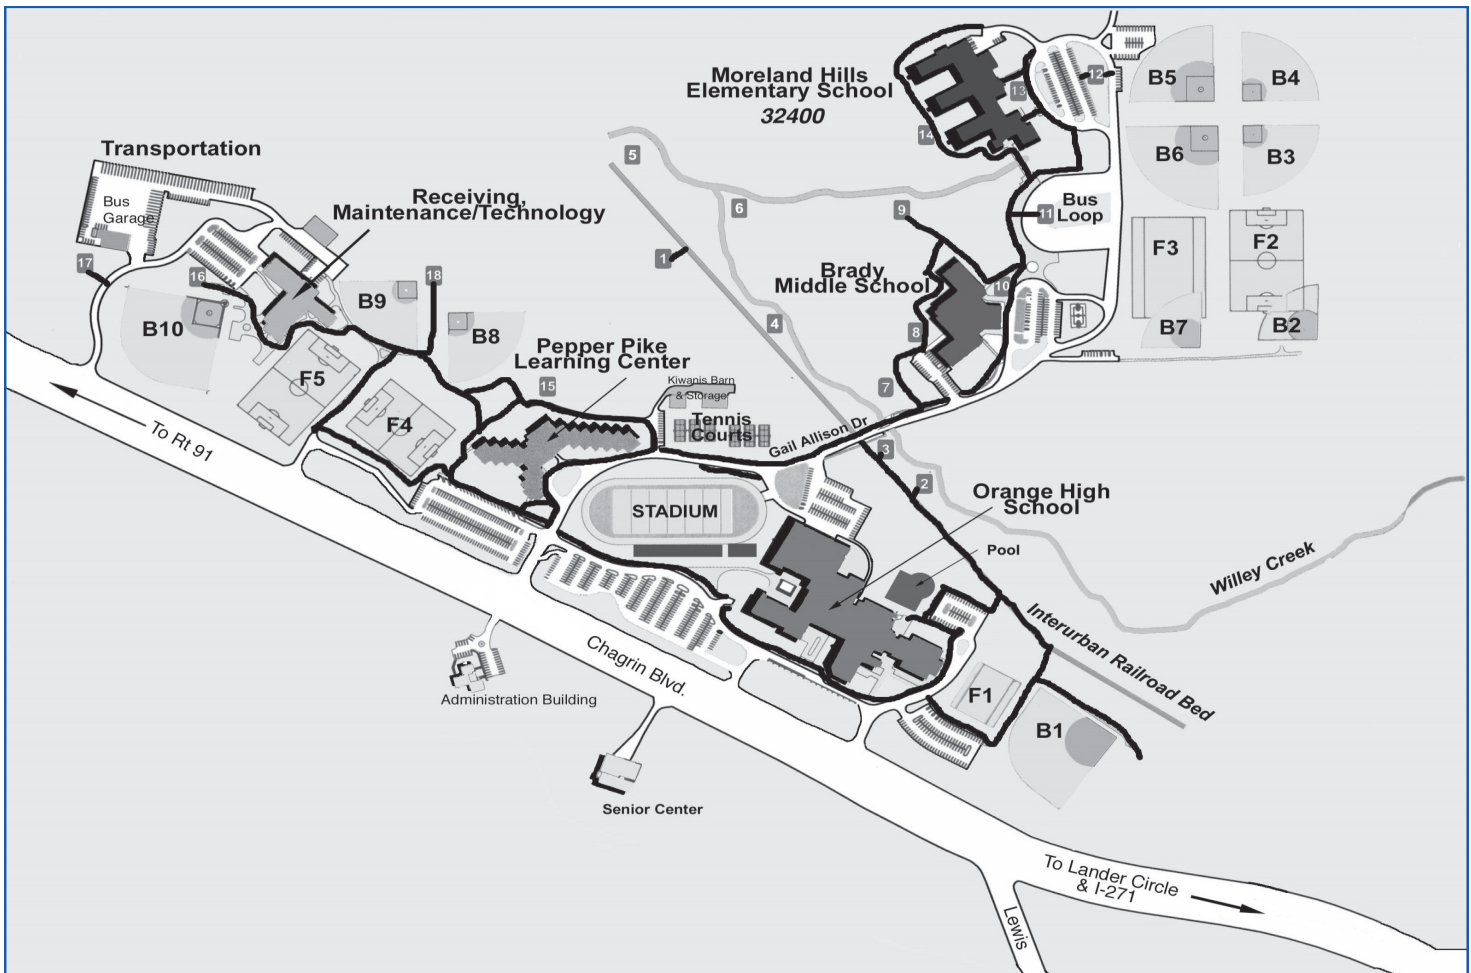 Moreland Hills
Elementary School
32400
12
13
14
B5
B4
B6
B3
Transportation
5
Bus
Garage
Receiving,
Maintenance/Technology
6
9
11
Bus
Loop
F3
F2
1
17
16
18
Brady
Middle School
10
B10
B9
B8
4
8
B7
B2
Pepper Pike
Learning Center
15
F5
Kiwanis Barn
& Storage
7
F4
Tennis
Courts
Gail Allison Dr
3
To Rt 91
2
STADIUM
Orange High
School
Pool
Willey Creek
Interurban Railroad Bed
Chagrin Blvd.
Administration Building
F1
B1
Senior Center
To Lander Circle
& I-271
Lewis